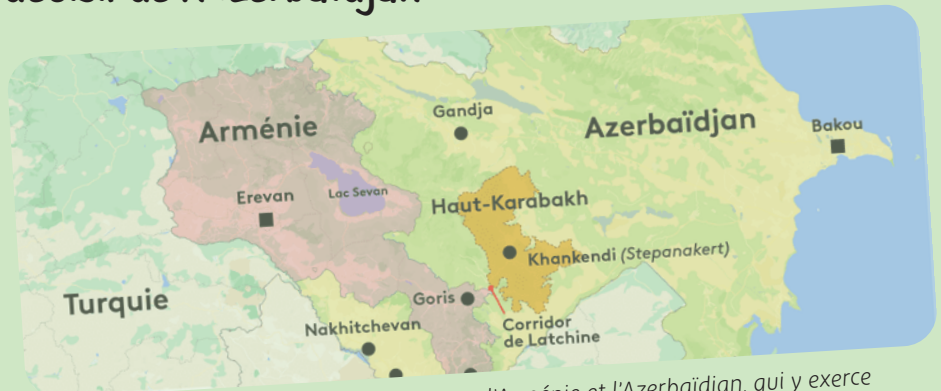 l'Azerbaïdjan
Arménie
Gandja
Azerbaïdjan
Bakou
Erevan
Lac Sevan
Haut-Karabakh
Khankendi (Stepanakert)
Turquie
Goris
Nakhitchevan
Corridor
de Latchine
et l'Azerbaïdjan, qui y exerce